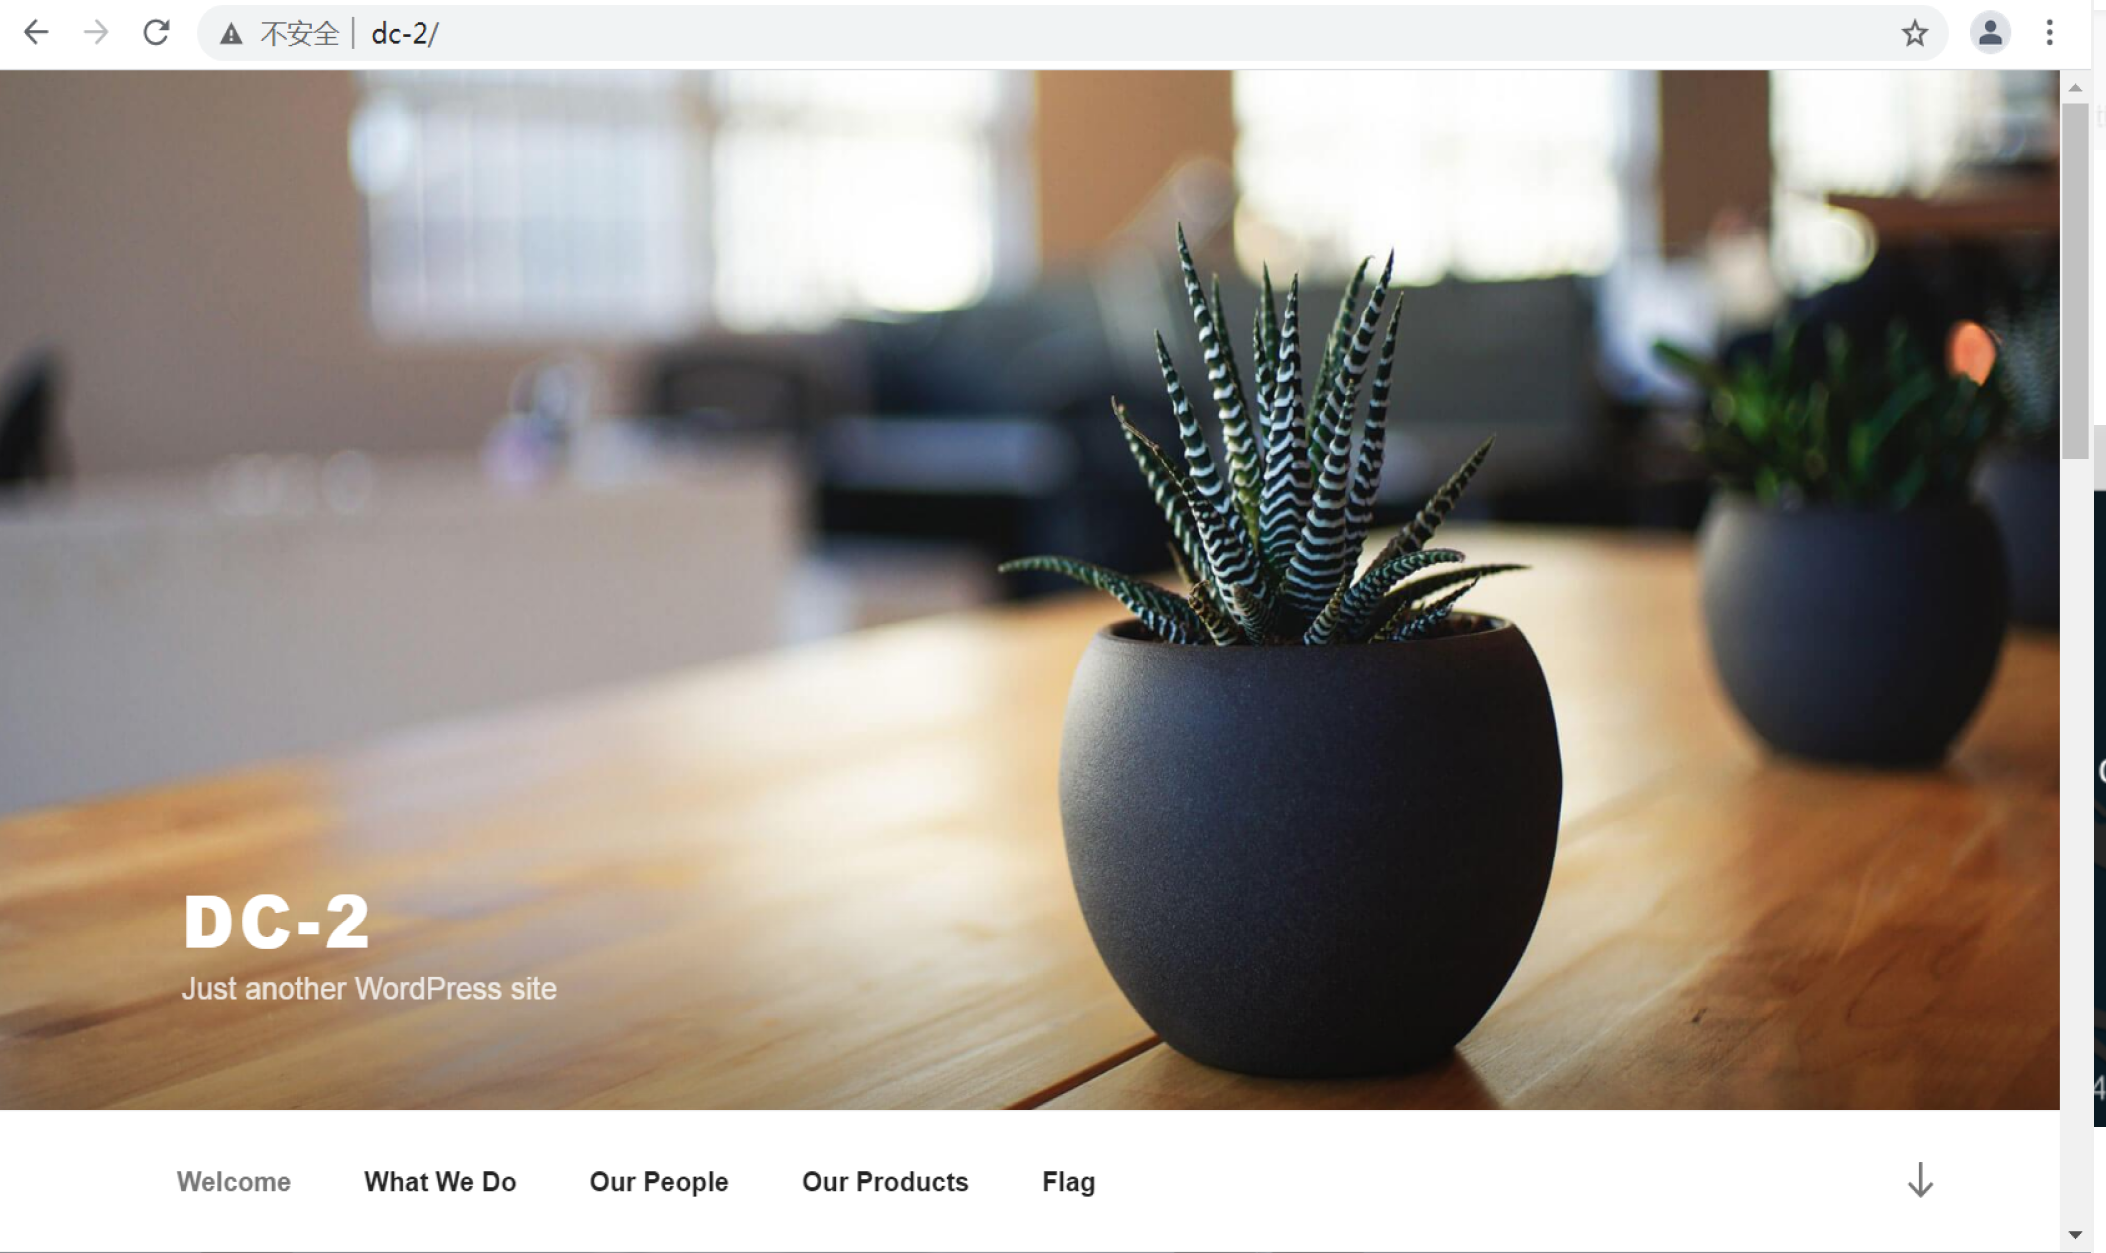 不安全 | dc-2/
DC-2
Just another WordPress site
Welcome What We Do Our People Our Products Flag